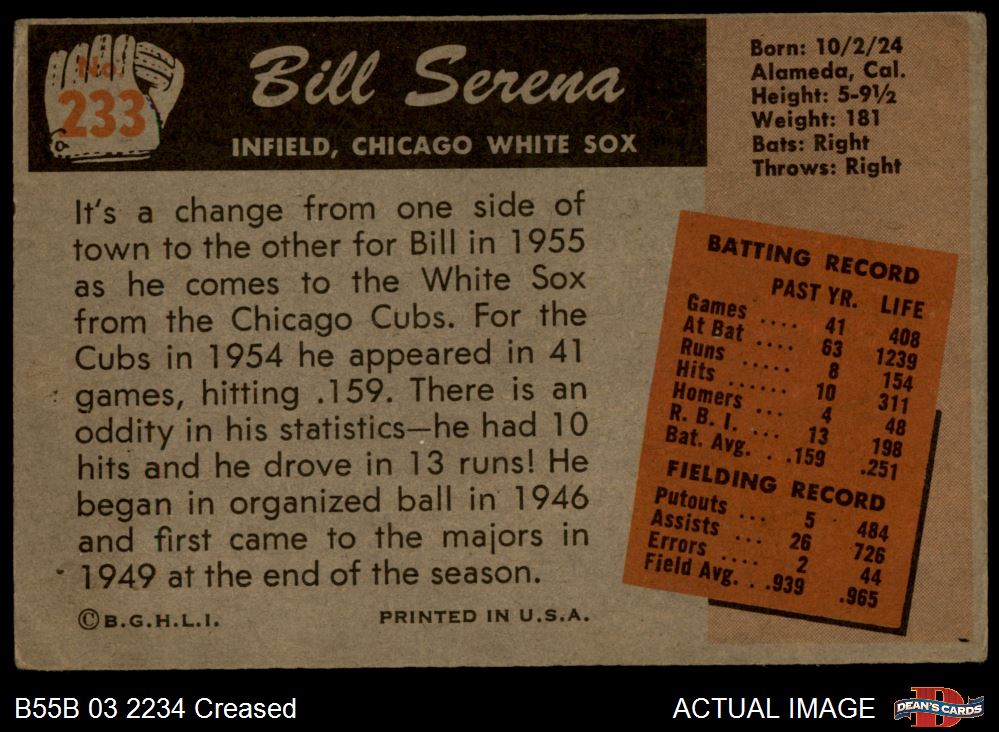 No.
233
Bill Serena
INFIELD, CHICAGO WHITE SOX
Born: 10/2/24
Alameda, Cal.
Height: 5-9½
Weight: 181
Bats: Right
Throws: Right
It's a change from one side of
town to the other for Bill in 1955
as he comes to the White Sox
from the Chicago Cubs. For the
Cubs in 1954 he appeared in 41
games, hitting .159. There is an
oddity in his statistics—he had 10
hits and he drove in 13 runs! He
began in organized ball in 1946
and first came to the majors in
1949 at the end of the season.
BATTING RECORD
PAST YR. LIFE
Games .... 41 408
At Bat .... 63 1239
Runs 8 154
Hits ...... 10 311
Homers ... 4 48
R. B. I. ... 13 198
Bat. Avg. . .159 .251
FIELDING RECORD
Putouts ... 5 484
Assists ... 26 726
Errors .... 2 44
Field Avg. . .939 .965
©B.G.H.L.I. PRINTED IN U.S.A.
B55B 03 2234 Creased
ACTUAL IMAGE
D
DEAN'S CARDS